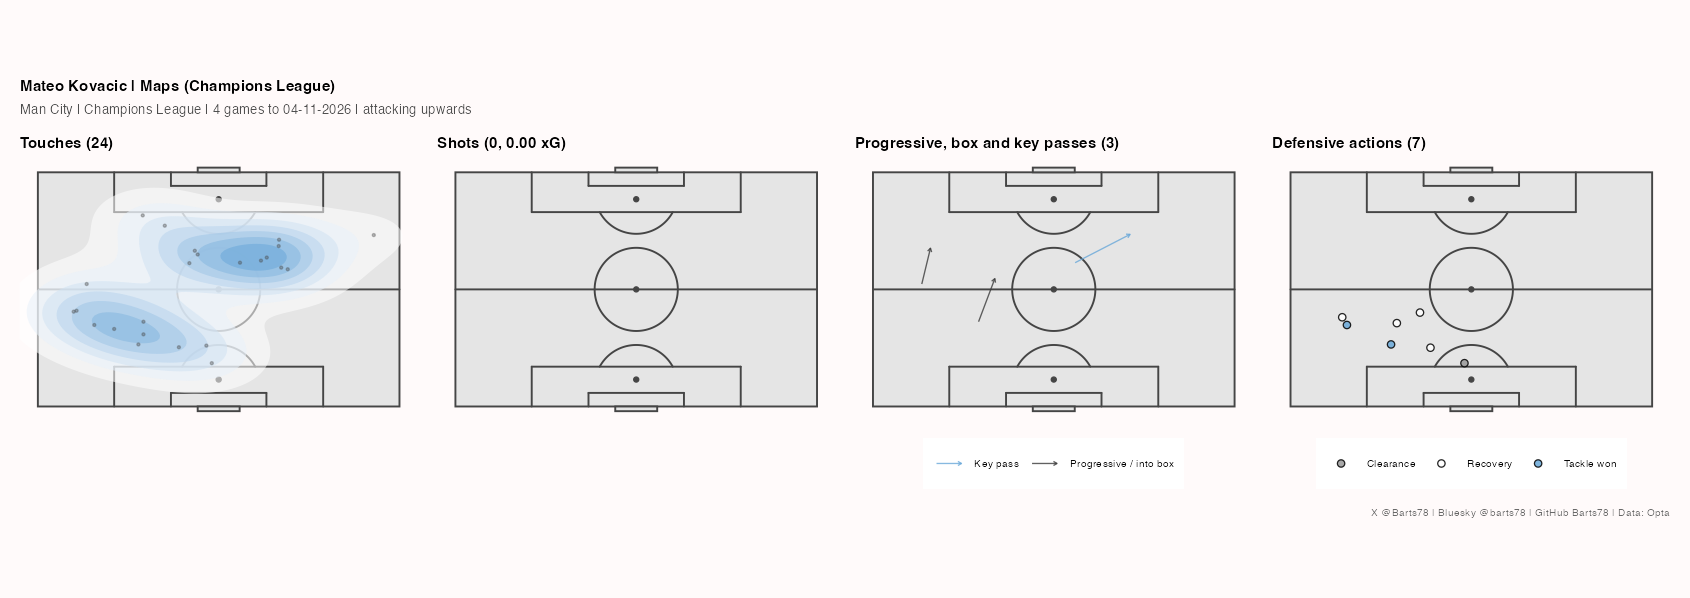 Mateo Kovacic | Maps (Champions League)
Man City | Champions League | 4 games to 04-11-2026 | attacking upwards
Touches (24)
Shots (0, 0.00 xG)
Progressive, box and key passes (3)
Defensive actions (7)
Key pass
Progressive / into box
Clearance
Recovery
Tackle won
X @Barts78 | Bluesky @barts78 | GitHub Barts78 | Data: Opta